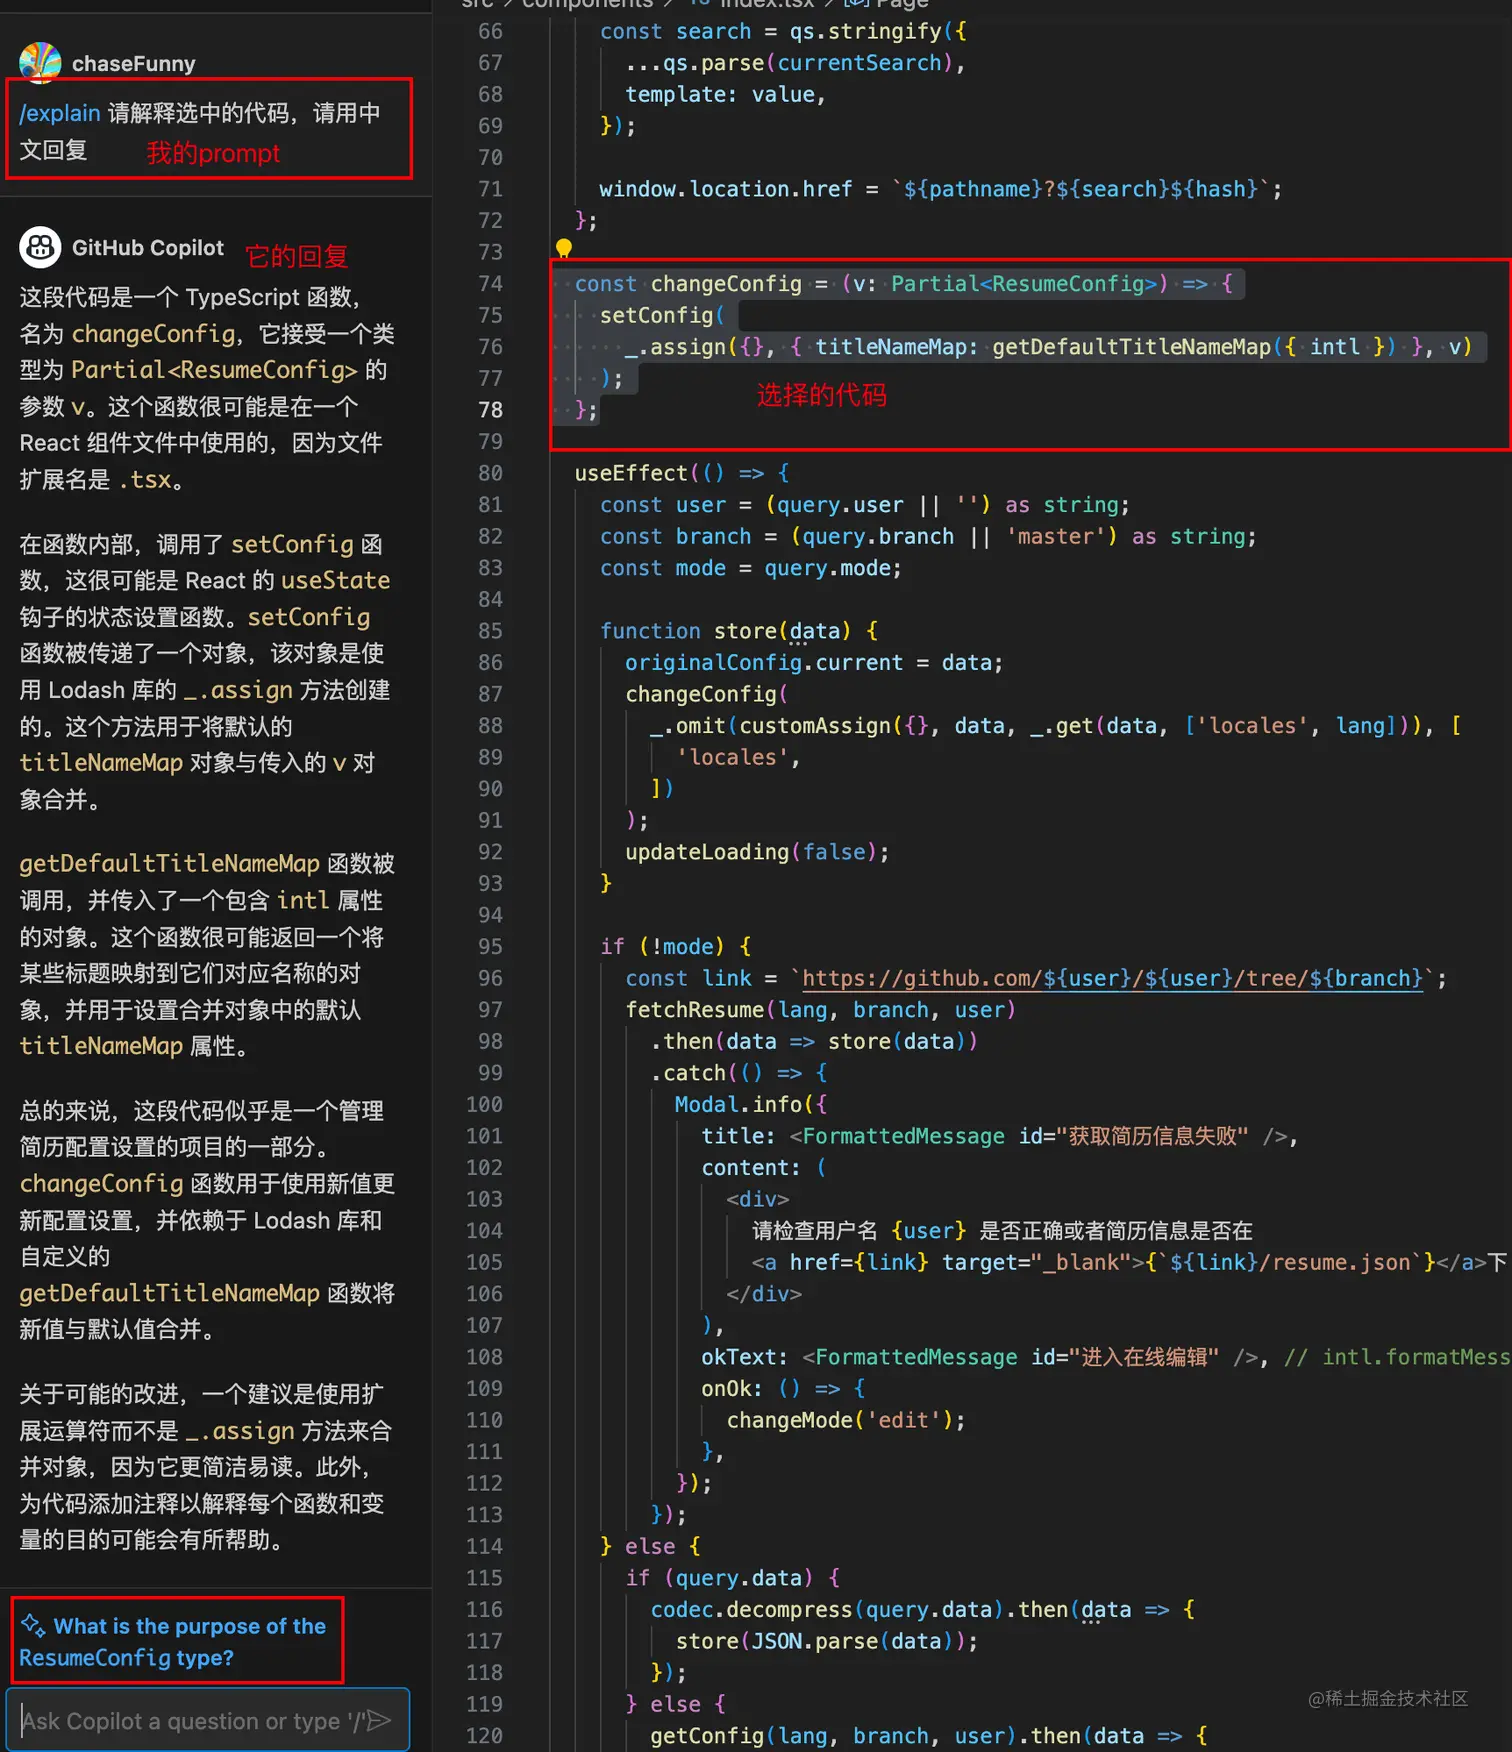 chaseFunny
/explain 请解释选中的代码，请用中
文回复
我的prompt
GitHub Copilot
它的回复
这段代码是一个 TypeScript 函数，
名为 changeConfig，它接受一个类
型为 Partial<ResumeConfig> 的
参数 v。这个函数很可能是在一个
React 组件文件中使用的，因为文件
扩展名是 .tsx。
在函数内部，调用了 setConfig 函
数，这很可能是 React 的 useState
钩子的状态设置函数。setConfig
函数被传递了一个对象，该对象是使
用 Lodash 库的 _.assign 方法创建
的。这个方法用于将默认的
titleNameMap 对象与传入的 v 对
象合并。
getDefaultTitleNameMap 函数被
调用，并传入了一个包含 intl 属性
的对象。这个函数很可能返回一个将
某些标题映射到它们对应名称的对
象，并用于设置合并对象中的默认
titleNameMap 属性。
总的来说，这段代码似乎是一个管理
简历配置设置的项目的一部分。
changeConfig 函数用于使用新值更
新配置设置，并依赖于 Lodash 库和
自定义的
getDefaultTitleNameMap 函数将
新值与默认值合并。
关于可能的改进，一个建议是使用扩
展运算符而不是 _.assign 方法来合
并对象，因为它更简洁易读。此外，
为代码添加注释以解释每个函数和变
量的目的可能会有所帮助。
What is the purpose of the
ResumeConfig type?
Ask Copilot a question or type '/'
src > components > TS index.tsx > Page
66 const search = qs.stringify({
67 ...qs.parse(currentSearch),
68 template: value,
69 });
70
71 window.location.href = `${pathname}?${search}${hash}`;
72 };
73
74 const changeConfig = (v: Partial<ResumeConfig>) => {
75 setConfig(
76 _.assign({}, { titleNameMap: getDefaultTitleNameMap({ intl }) }, v)
77 );
78 };
选择的代码
79
80 useEffect(() => {
81 const user = (query.user || '') as string;
82 const branch = (query.branch || 'master') as string;
83 const mode = query.mode;
84
85 function store(data) {
86 originalConfig.current = data;
87 changeConfig(
88 _.omit(customAssign({}, data, _.get(data, ['locales', lang])), [
89 'locales',
90 ])
91 );
92 updateLoading(false);
93 }
94
95 if (!mode) {
96 const link = `https://github.com/${user}/${user}/tree/${branch}`;
97 fetchResume(lang, branch, user)
98 .then(data => store(data))
99 .catch(() => {
100 Modal.info({
101 title: <FormattedMessage id="获取简历信息失败" />,
102 content: (
103 <div>
104 请检查用户名 {user} 是否正确或者简历信息是否在
105 <a href={link} target="_blank">{`${link}/resume.json`}</a>下
106 </div>
107 ),
108 okText: <FormattedMessage id="进入在线编辑" />, // intl.formatMess
109 onOk: () => {
110 changeMode('edit');
111 },
112 });
113 });
114 } else {
115 if (query.data) {
116 codec.decompress(query.data).then(data => {
117 store(JSON.parse(data));
118 });
119 } else {
120 getConfig(lang, branch, user).then(data => {
@稀土掘金技术社区